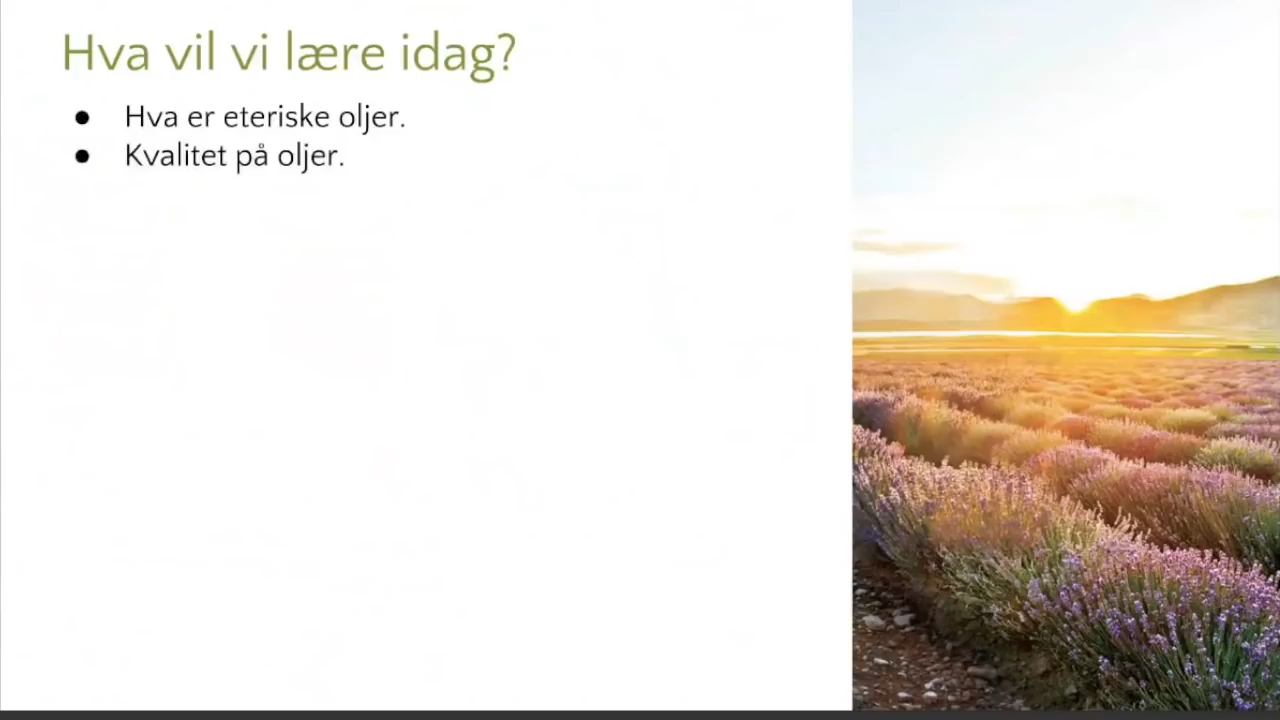 Hva vil vi lære idag?
● Hva er eteriske oljer.
● Kvalitet på oljer.